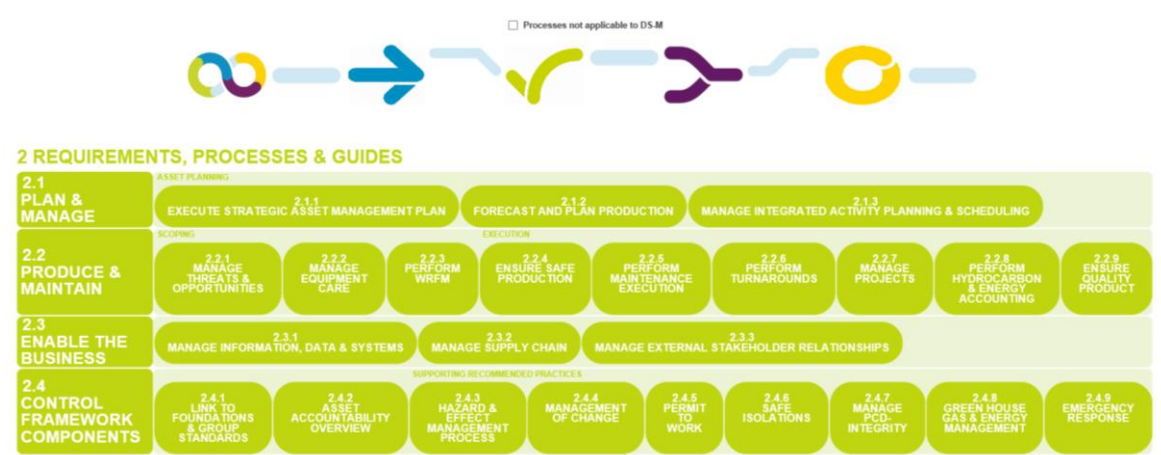 Processes not applicable to DS-M
2 REQUIREMENTS, PROCESSES & GUIDES
2.1
PLAN &
MANAGE
ASSET PLANNING
2.1.1
EXECUTE STRATEGIC ASSET MANAGEMENT PLAN
2.1.2
FORECAST AND PLAN PRODUCTION
2.1.3
MANAGE INTEGRATED ACTIVITY PLANNING & SCHEDULING
2.2
PRODUCE &
MAINTAIN
SCOPING
2.2.1
MANAGE
THREATS &
OPPORTUNITIES
2.2.2
MANAGE
EQUIPMENT
CARE
2.2.3
PERFORM
WRFM
EXECUTION
2.2.4
ENSURE SAFE
PRODUCTION
2.2.5
PERFORM
MAINTENANCE
EXECUTION
2.2.6
PERFORM
TURNAROUNDS
2.2.7
MANAGE
PROJECTS
2.2.8
PERFORM
HYDROCARBON
& ENERGY
ACCOUNTING
2.2.9
ENSURE
QUALITY
PRODUCT
2.3
ENABLE THE
BUSINESS
2.3.1
MANAGE INFORMATION, DATA & SYSTEMS
2.3.2
MANAGE SUPPLY CHAIN
2.3.3
MANAGE EXTERNAL STAKEHOLDER RELATIONSHIPS
2.4
CONTROL
FRAMEWORK
COMPONENTS
2.4.1
LINK TO
FOUNDATIONS
& GROUP
STANDARDS
2.4.2
ASSET
ACCOUNTABILITY
OVERVIEW
SUPPORTING RECOMMENDED PRACTICES
2.4.3
HAZARD &
EFFECT
MANAGEMENT
PROCESS
2.4.4
MANAGEMENT
OF CHANGE
2.4.5
PERMIT
TO
WORK
2.4.6
SAFE
ISOLATIONS
2.4.7
MANAGE
PCD-
INTEGRITY
2.4.8
GREEN HOUSE
GAS & ENERGY
MANAGEMENT
2.4.9
EMERGENCY
RESPONSE